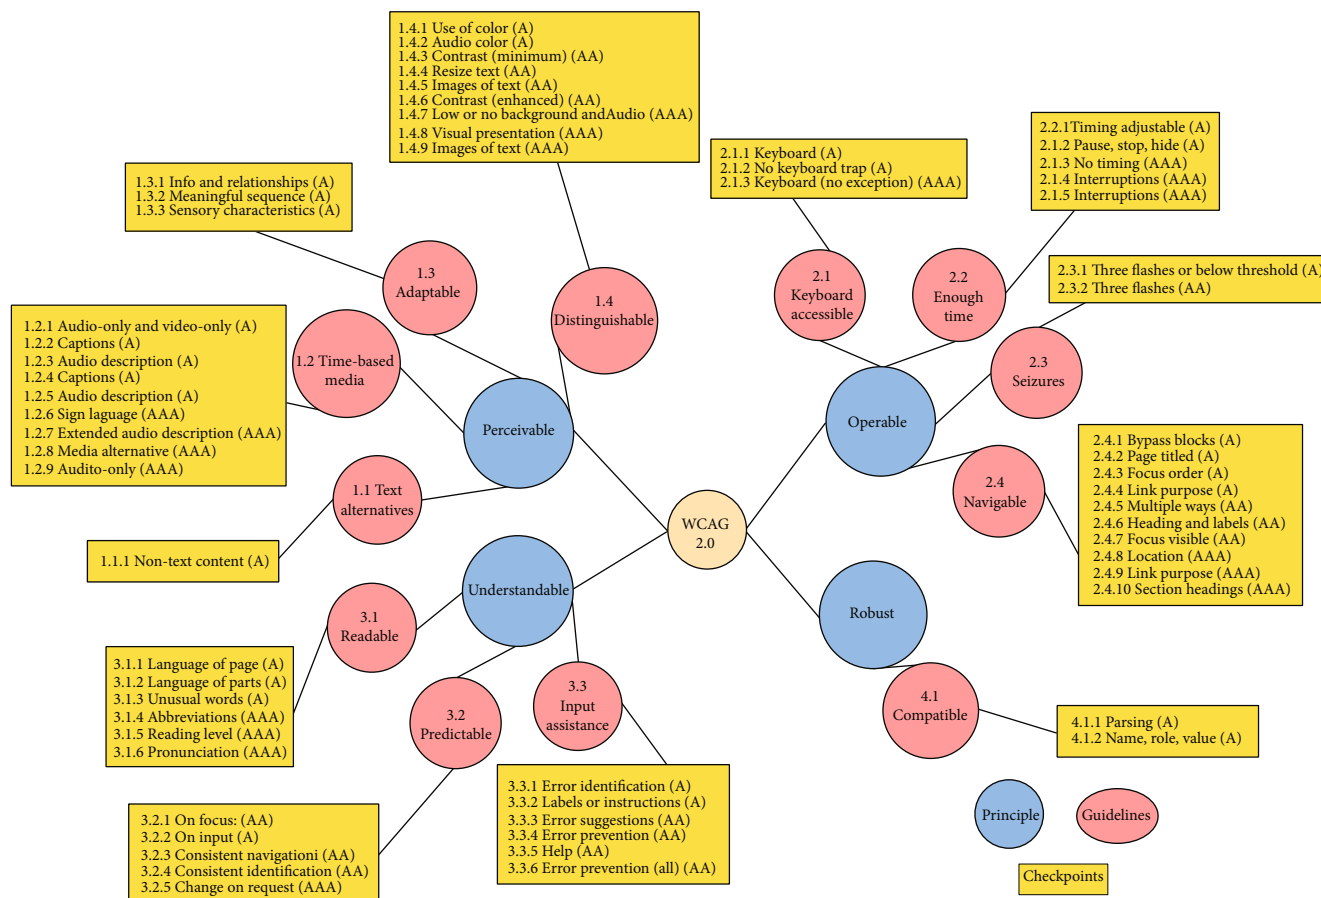 1.4.1 Use of color (A)
1.4.2 Audio color (A)
1.4.3 Contrast (minimum) (AA)
1.4.4 Resize text (AA)
1.4.5 Images of text (AA)
1.4.6 Contrast (enhanced) (AA)
1.4.7 Low or no background andAudio (AAA)
1.4.8 Visual presentation (AAA)
1.4.9 Images of text (AAA)
1.3.1 Info and relationships (A)
1.3.2 Meaningful sequence (A)
1.3.3 Sensory characteristics (A)
2.1.1 Keyboard (A)
2.1.2 No keyboard trap (A)
2.1.3 Keyboard (no exception) (AAA)
2.2.1Timing adjustable (A)
2.1.2 Pause, stop, hide (A)
2.1.3 No timing (AAA)
2.1.4 Interruptions (AAA)
2.1.5 Interruptions (AAA)
1.3
Adaptable
1.4
Distinguishable
2.1
Keyboard
accessible
2.2
Enough
time
2.3.1 Three flashes or below threshold (A)
2.3.2 Three flashes (AA)
1.2.1 Audio-only and video-only (A)
1.2.2 Captions (A)
1.2.3 Audio description (A)
1.2.4 Captions (A)
1.2.5 Audio description (A)
1.2.6 Sign laguage (AAA)
1.2.7 Extended audio description (AAA)
1.2.8 Media alternative (AAA)
1.2.9 Audito-only (AAA)
1.2 Time-based
media
Perceivable
Operable
2.3
Seizures
1.1 Text
alternatives
2.4
Navigable
2.4.1 Bypass blocks (A)
2.4.2 Page titled (A)
2.4.3 Focus order (A)
2.4.4 Link purpose (A)
2.4.5 Multiple ways (AA)
2.4.6 Heading and labels (AA)
2.4.7 Focus visible (AA)
2.4.8 Location (AAA)
2.4.9 Link purpose (AAA)
2.4.10 Section headings (AAA)
1.1.1 Non-text content (A)
WCAG
2.0
Understandable
Robust
3.1
Readable
3.1.1 Language of page (A)
3.1.2 Language of parts (A)
3.1.3 Unusual words (A)
3.1.4 Abbreviations (AAA)
3.1.5 Reading level (AAA)
3.1.6 Pronunciation (AAA)
3.2
Predictable
3.3
Input
assistance
4.1
Compatible
4.1.1 Parsing (A)
4.1.2 Name, role, value (A)
3.2.1 On focus: (AA)
3.2.2 On input (A)
3.2.3 Consistent navigationi (AA)
3.2.4 Consistent identification (AA)
3.2.5 Change on request (AAA)
3.3.1 Error identification (A)
3.3.2 Labels or instructions (A)
3.3.3 Error suggestions (AA)
3.3.4 Error prevention (AA)
3.3.5 Help (AA)
3.3.6 Error prevention (all) (AA)
Principle
Guidelines
Checkpoints